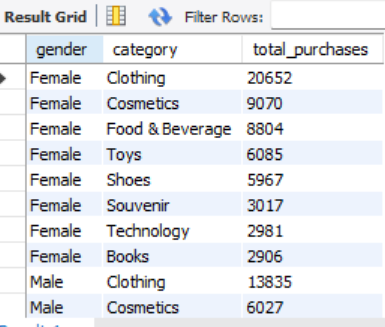 Result Grid Filter Rows:
gender category total_purchases
Female Clothing 20652
Female Cosmetics 9070
Female Food & Beverage 8804
Female Toys 6085
Female Shoes 5967
Female Souvenir 3017
Female Technology 2981
Female Books 2906
Male Clothing 13835
Male Cosmetics 6027